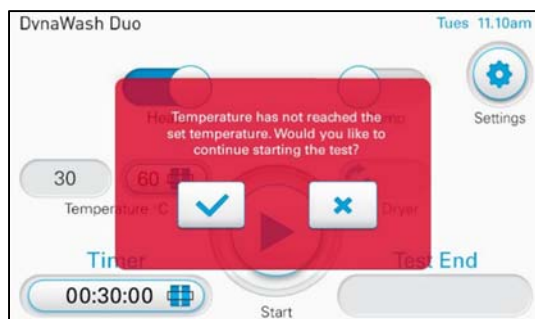 DynaWash Duo
Tues 11.10am
Temperature has not reached the
set temperature. Would you like to
continue starting the test?
Settings
30
60
Temperature °C
Dryer
Timer
Test End
00:30:00
Start